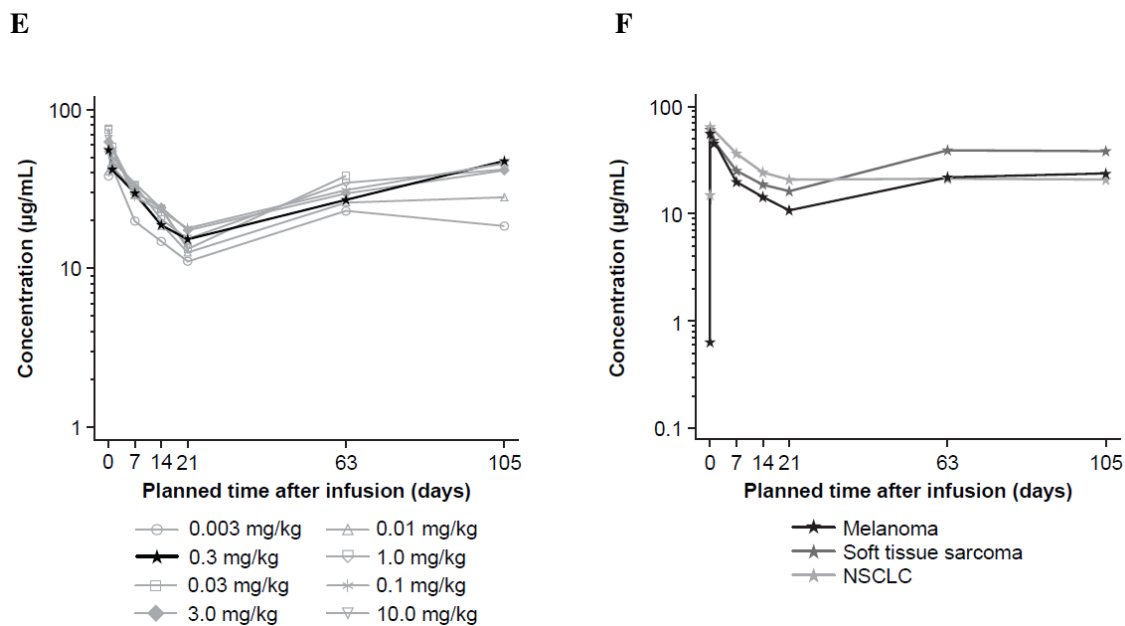 E
F
100
10
1
Concentration (µg/mL)
0 7 14 21 63 105
Planned time after infusion (days)
0.003 mg/kg
0.01 mg/kg
0.3 mg/kg
1.0 mg/kg
0.03 mg/kg
0.1 mg/kg
3.0 mg/kg
10.0 mg/kg
100
10
1
0.1
Concentration (µg/mL)
0 7 14 21 63 105
Planned time after infusion (days)
Melanoma
Soft tissue sarcoma
NSCLC